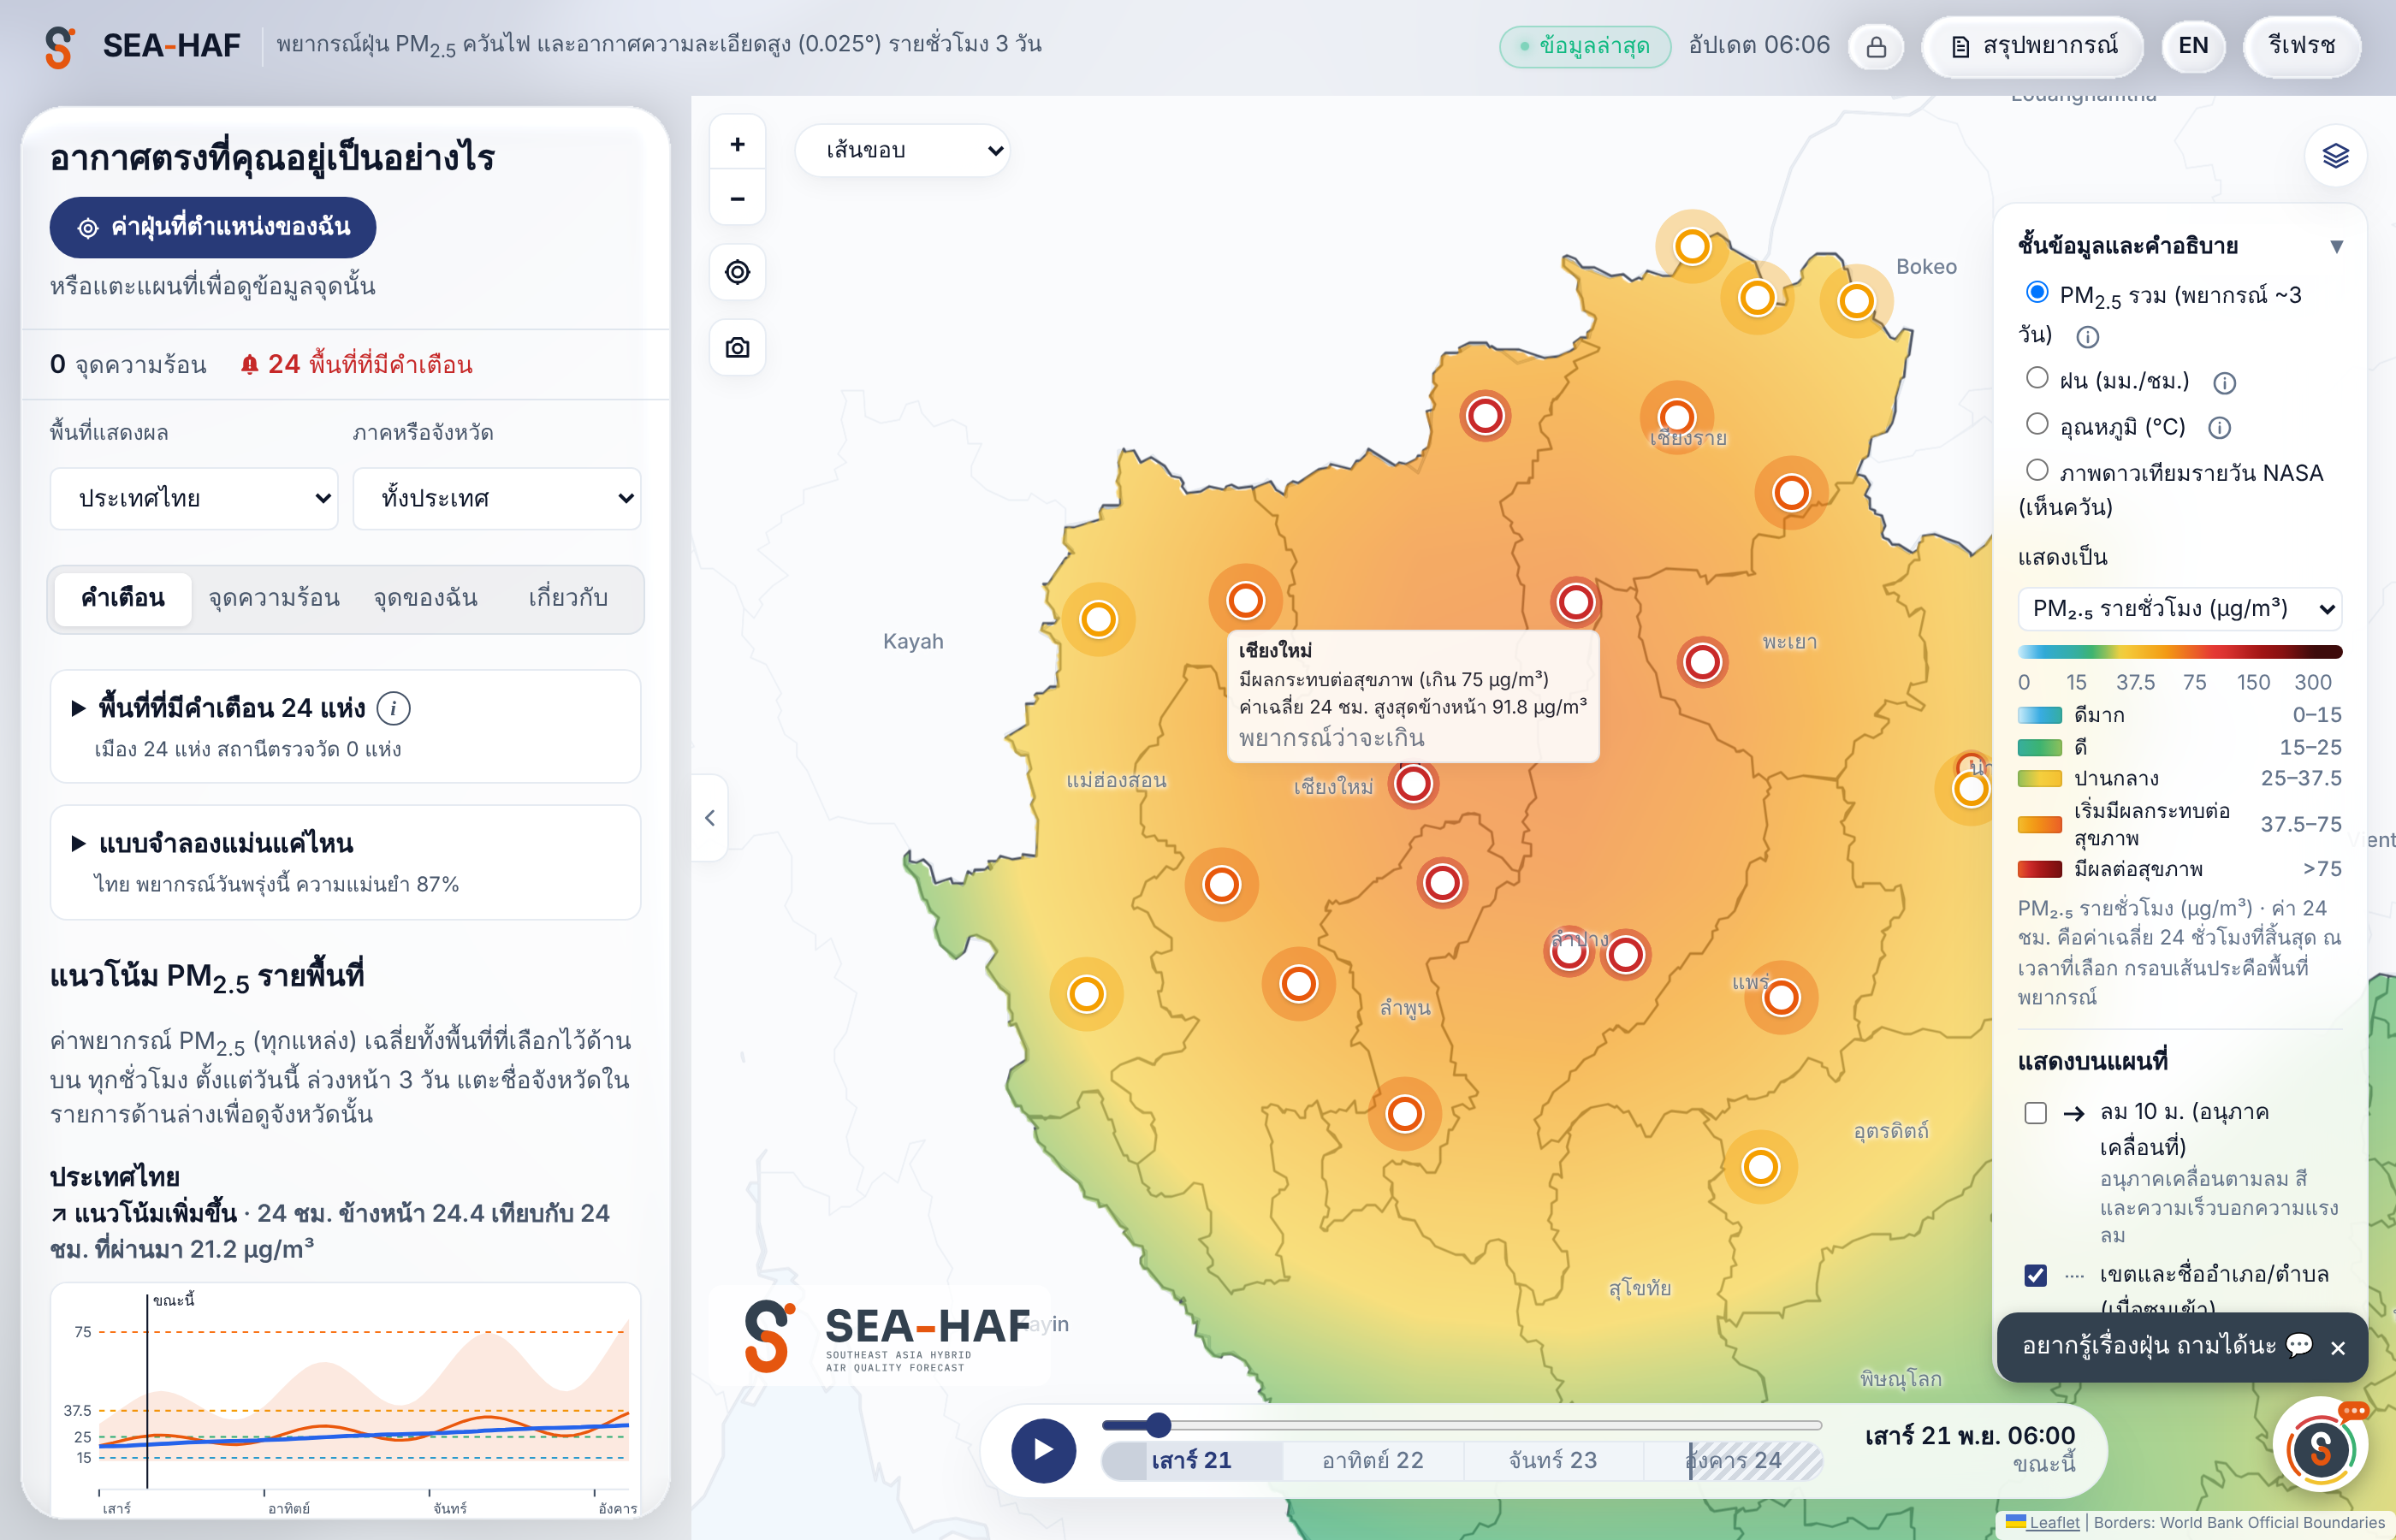 SEA-HAF
พยากรณ์ฝุ่น PM2.5 ควันไฟ และอากาศความละเอียดสูง (0.025°) รายชั่วโมง 3 วัน
ข้อมูลล่าสุด
อัปเดต 06:06
สรุปพยากรณ์
EN
รีเฟรช
อากาศตรงที่คุณอยู่เป็นอย่างไร
ค่าฝุ่นที่ตำแหน่งของฉัน
หรือแตะแผนที่เพื่อดูข้อมูลจุดนั้น
0 จุดความร้อน
24 พื้นที่ที่มีคำเตือน
พื้นที่แสดงผล
ภาคหรือจังหวัด
ประเทศไทย
ทั้งประเทศ
คำเตือน
จุดความร้อน
จุดของฉัน
เกี่ยวกับ
พื้นที่ที่มีคำเตือน 24 แห่ง
เมือง 24 แห่ง สถานีตรวจวัด 0 แห่ง
แบบจำลองแม่นแค่ไหน
ไทย พยากรณ์วันพรุ่งนี้ ความแม่นยำ 87%
แนวโน้ม PM2.5 รายพื้นที่
ค่าพยากรณ์ PM2.5 (ทุกแหล่ง) เฉลี่ยทั้งพื้นที่ที่เลือกไว้ด้าน
บน ทุกชั่วโมง ตั้งแต่วันนี้ ล่วงหน้า 3 วัน แตะชื่อจังหวัดใน
รายการด้านล่างเพื่อดูจังหวัดนั้น
ประเทศไทย
↗ แนวโน้มเพิ่มขึ้น · 24 ชม. ข้างหน้า 24.4 เทียบกับ 24
ชม. ที่ผ่านมา 21.2 µg/m³
ขณะนี้
75
37.5
25
15
เสาร์
อาทิตย์
จันทร์
อังคาร
+
−
เส้นขอบ
Bokeo
เชียงราย
Kayah
พะเยา
เชียงใหม่
มีผลกระทบต่อสุขภาพ (เกิน 75 µg/m³)
ค่าเฉลี่ย 24 ชม. สูงสุดข้างหน้า 91.8 µg/m³
พยากรณ์ว่าจะเกิน
แม่ฮ่องสอน
เชียงใหม่
ลำปาง
แพร่
ลำพูน
อุตรดิตถ์
สุโขทัย
พิษณุโลก
SEA-HAF
SOUTHEAST ASIA HYBRID
AIR QUALITY FORECAST
ชั้นข้อมูลและคำอธิบาย
PM2.5 รวม (พยากรณ์ ~3
วัน)
ฝน (มม./ชม.)
อุณหภูมิ (°C)
ภาพดาวเทียมรายวัน NASA
(เห็นควัน)
แสดงเป็น
PM₂.₅ รายชั่วโมง (µg/m³)
0 15 37.5 75 150 300
ดีมาก 0–15
ดี 15–25
ปานกลาง 25–37.5
เริ่มมีผลกระทบต่อ
สุขภาพ 37.5–75
มีผลต่อสุขภาพ >75
PM₂.₅ รายชั่วโมง (µg/m³) · ค่า 24
ชม. คือค่าเฉลี่ย 24 ชั่วโมงที่สิ้นสุด ณ
เวลาที่เลือก กรอบเส้นประคือพื้นที่
พยากรณ์
แสดงบนแผนที่
→ ลม 10 ม. (อนุภาค
เคลื่อนที่)
อนุภาคเคลื่อนตามลม สี
และความเร็วบอกความแรง
ลม
เขตและชื่ออำเภอ/ตำบล
(เมื่อซูมเข้า)
อยากรู้เรื่องฝุ่น ถามได้นะ 💬 ×
เสาร์ 21
อาทิตย์ 22
จันทร์ 23
อังคาร 24
เสาร์ 21 พ.ย. 06:00
ขณะนี้
Leaflet | Borders: World Bank Official Boundaries